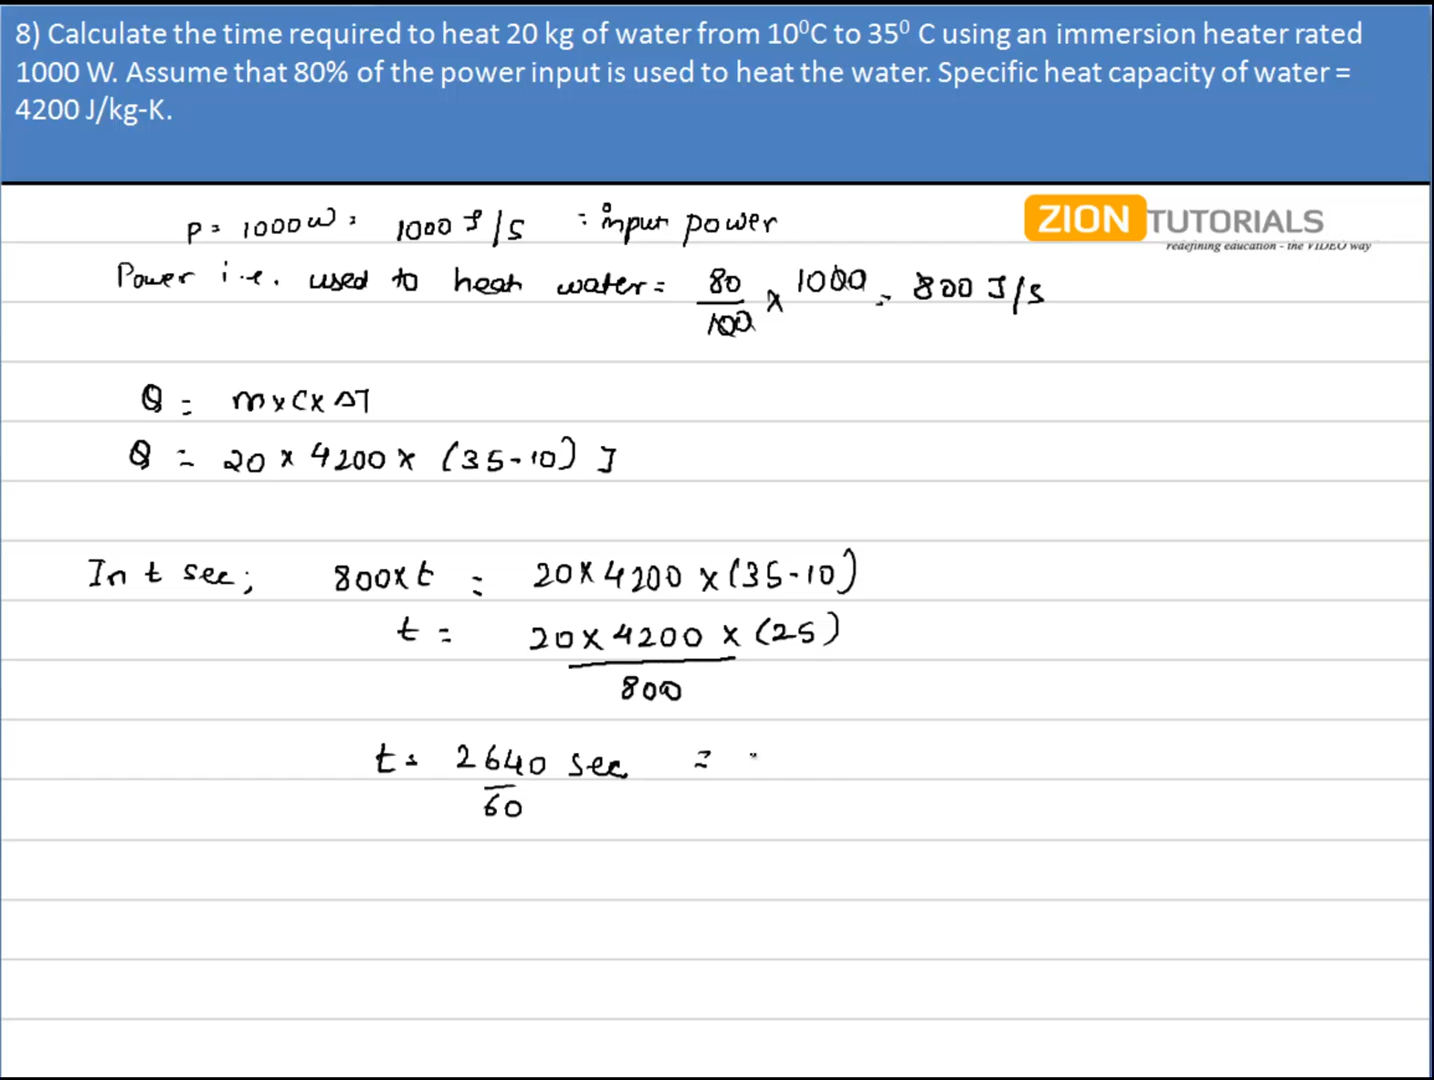 8) Calculate the time required to heat 20 kg of water from 10⁰C to 35⁰ C using an immersion heater rated
1000 W. Assume that 80% of the power input is used to heat the water. Specific heat capacity of water =
4200 J/kg-K.
ZION TUTORIALS
redefining education - the VIDEO way
P = 1000W = 1000 J/S = input power
Power i.e. used to heat water = 80/100 x 1000 = 800 J/s
Q = m x C x ΔT
Q = 20 x 4200 x (35-10) J
In t sec; 800 x t = 20 x 4200 x (35-10)
t = 20 x 4200 x (25)
800
t = 2640 sec =
60